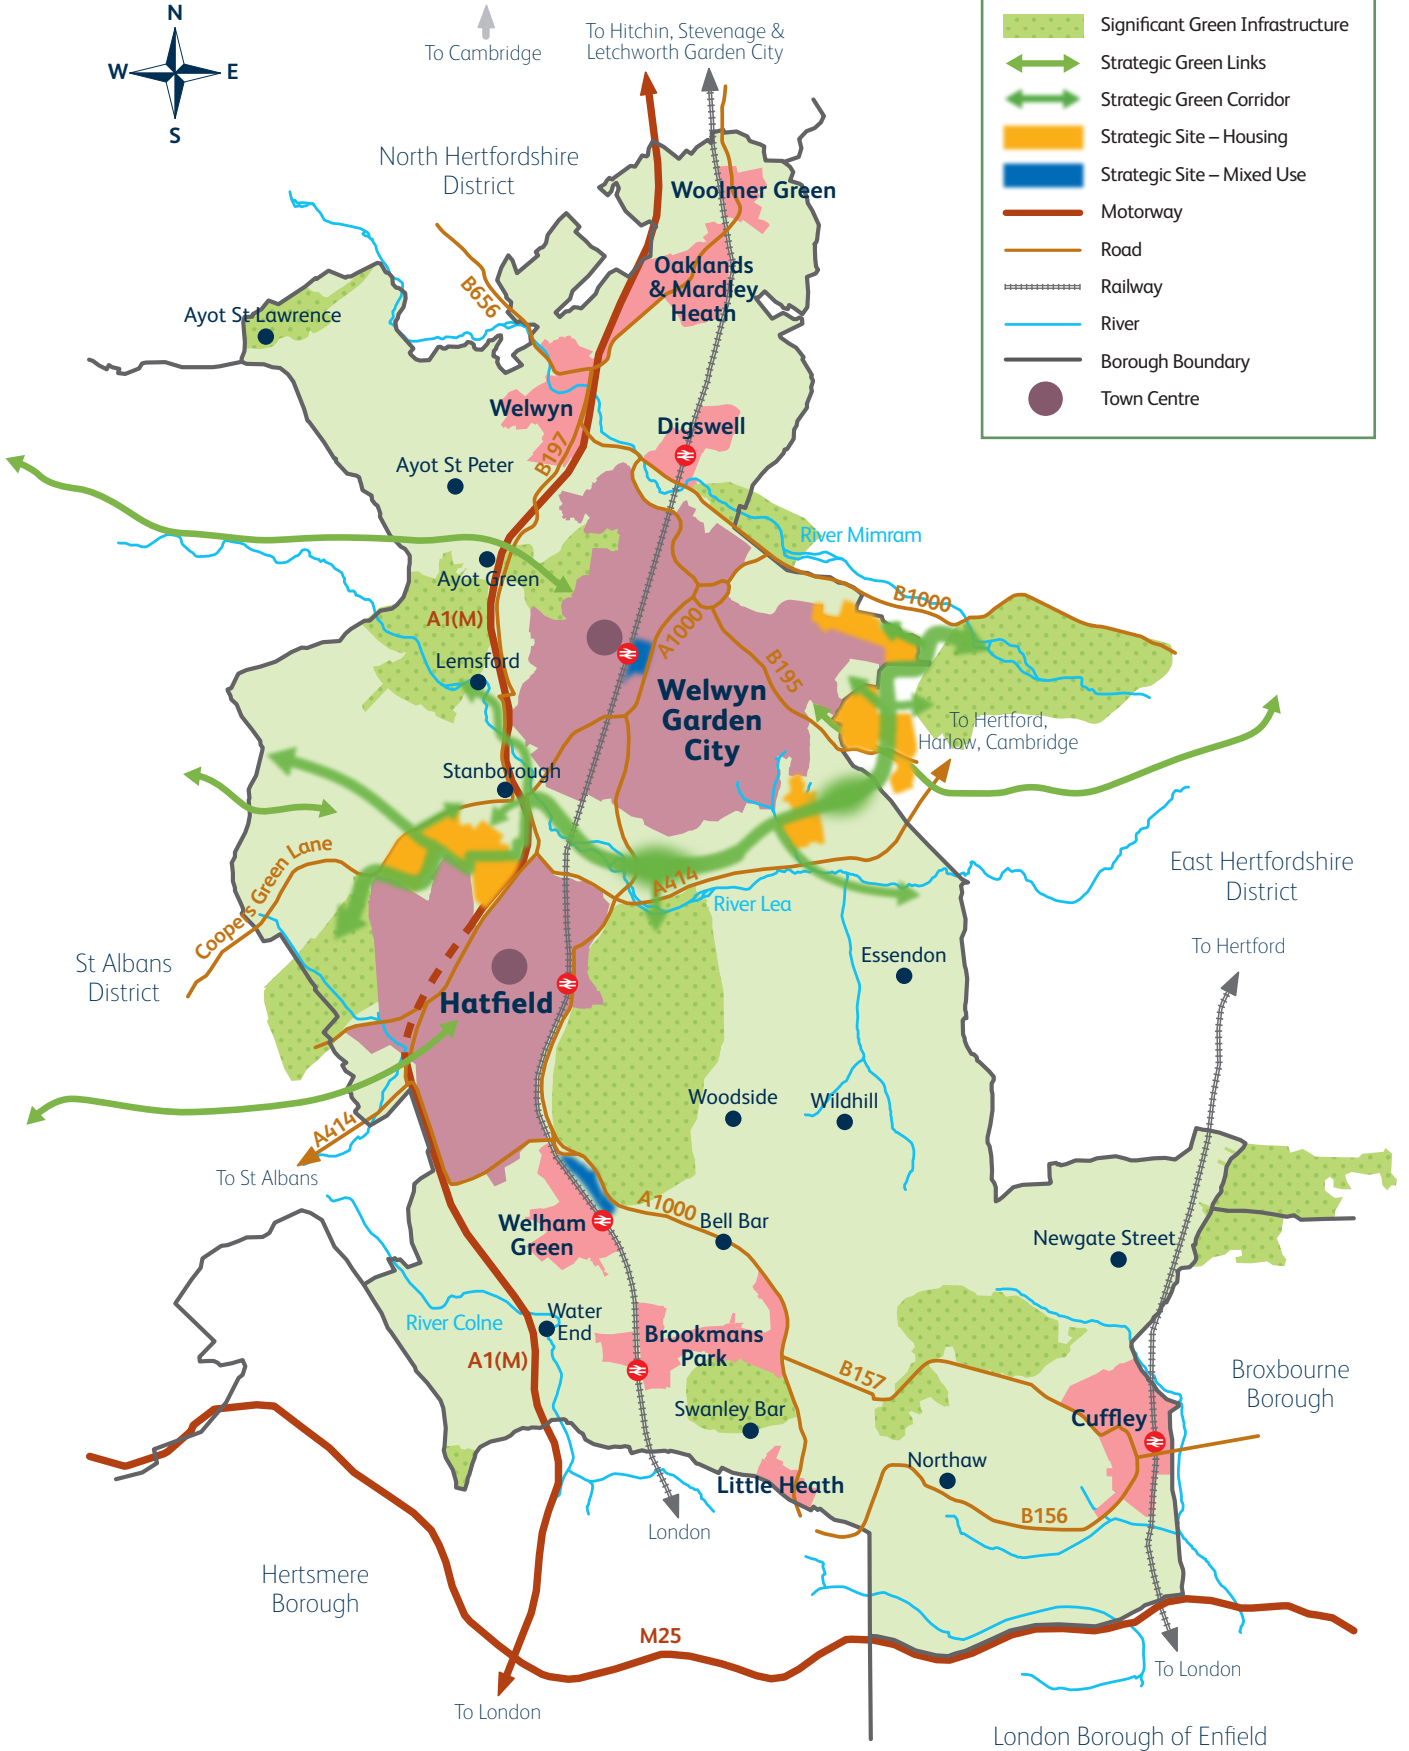 N
W
E
S
To Cambridge
To Hitchin, Stevenage &
Letchworth Garden City
Significant Green Infrastructure
Strategic Green Links
Strategic Green Corridor
Strategic Site – Housing
Strategic Site – Mixed Use
Motorway
Road
Railway
River
Borough Boundary
Town Centre
North Hertfordshire
District
Woolmer Green
Oaklands
& Mardley
Heath
B656
Ayot St Lawrence
Welwyn
Digswell
B197
Ayot St Peter
River Mimram
Ayot Green
B1000
A1(M)
A1000
Lemsford
B195
Welwyn
Garden
City
To Hertford,
Harlow, Cambridge
Stanborough
Coopers Green Lane
A414
River Lea
East Hertfordshire
District
St Albans
District
Essendon
To Hertford
Hatfield
Woodside
Wildhill
A414
To St Albans
A1000
Welham
Green
Bell Bar
Newgate Street
River Colne
Water
End
A1(M)
Brookmans
Park
B157
Broxbourne
Borough
Swanley Bar
Cuffley
Northaw
Little Heath
B156
London
Hertsmere
Borough
M25
To London
To London
London Borough of Enfield